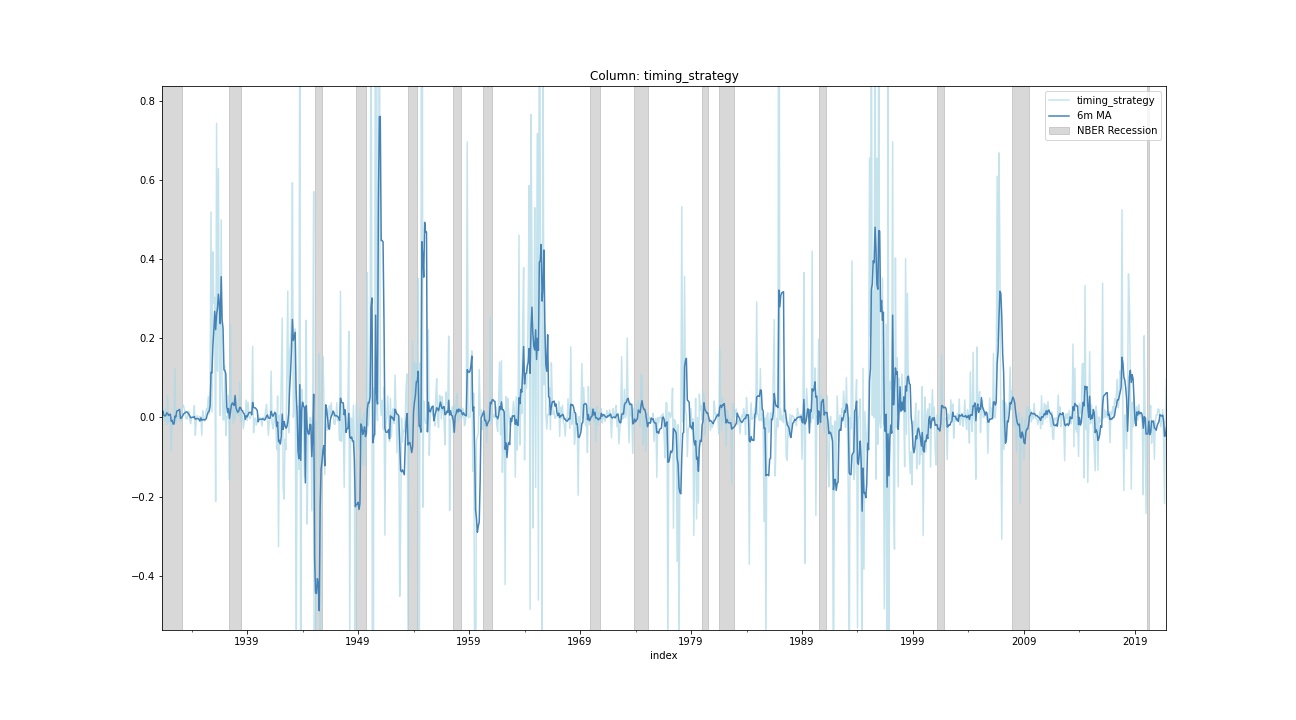 Column: timing_strategy
timing_strategy
6m MA
NBER Recession
0.8
0.6
0.4
0.2
0.0
−0.2
−0.4
1939 1949 1959 1969 1979 1989 1999 2009 2019
index